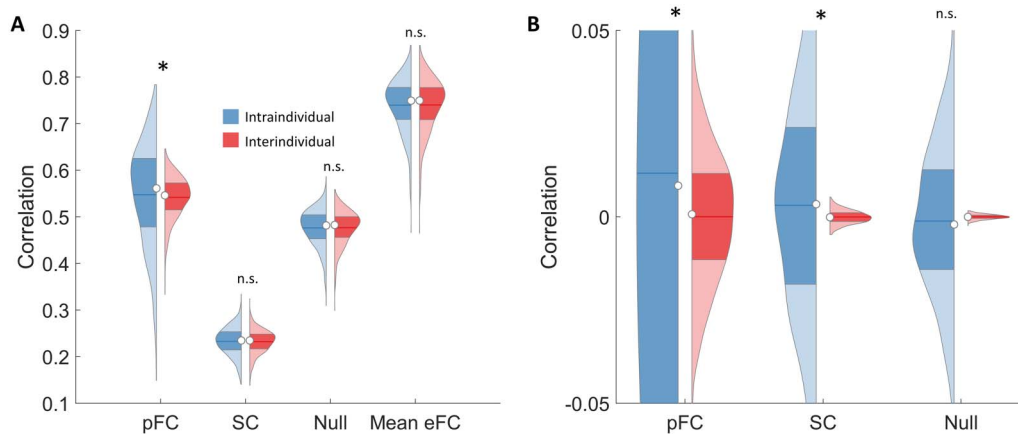 A
0.9
0.8
0.7
0.6
0.5
0.4
0.3
0.2
0.1
Correlation
*
n.s.
n.s.
n.s.
Intraindividual
Interindividual
pFC SC Null Mean eFC
B
0.05
0
-0.05
Correlation
*
*
n.s.
pFC SC Null